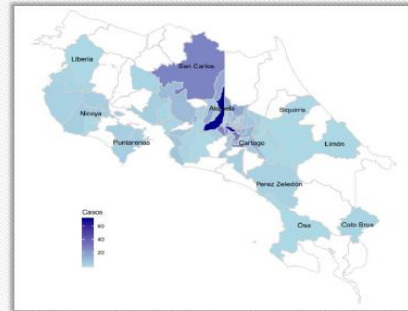 Liberia
San Carlos
Alajuela
Nicoya
Siquirres
Puntarenas
Cartago
Limón
Perez Zeledón
Osa
Coto Brus
Casos
60
40
20